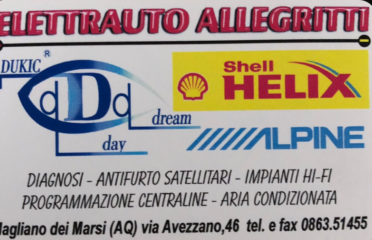 ELETTRAUTO ALLEGRITTI
DUKIC ®
dDd
dream
day
Shell
HELIX
ALPINE
DIAGNOSI - ANTIFURTO SATELLITARI - IMPIANTI HI-FI
PROGRAMMAZIONE CENTRALINE - ARIA CONDIZIONATA
Magliano dei Marsi (AQ) via Avezzano,46 tel. e fax 0863.51455